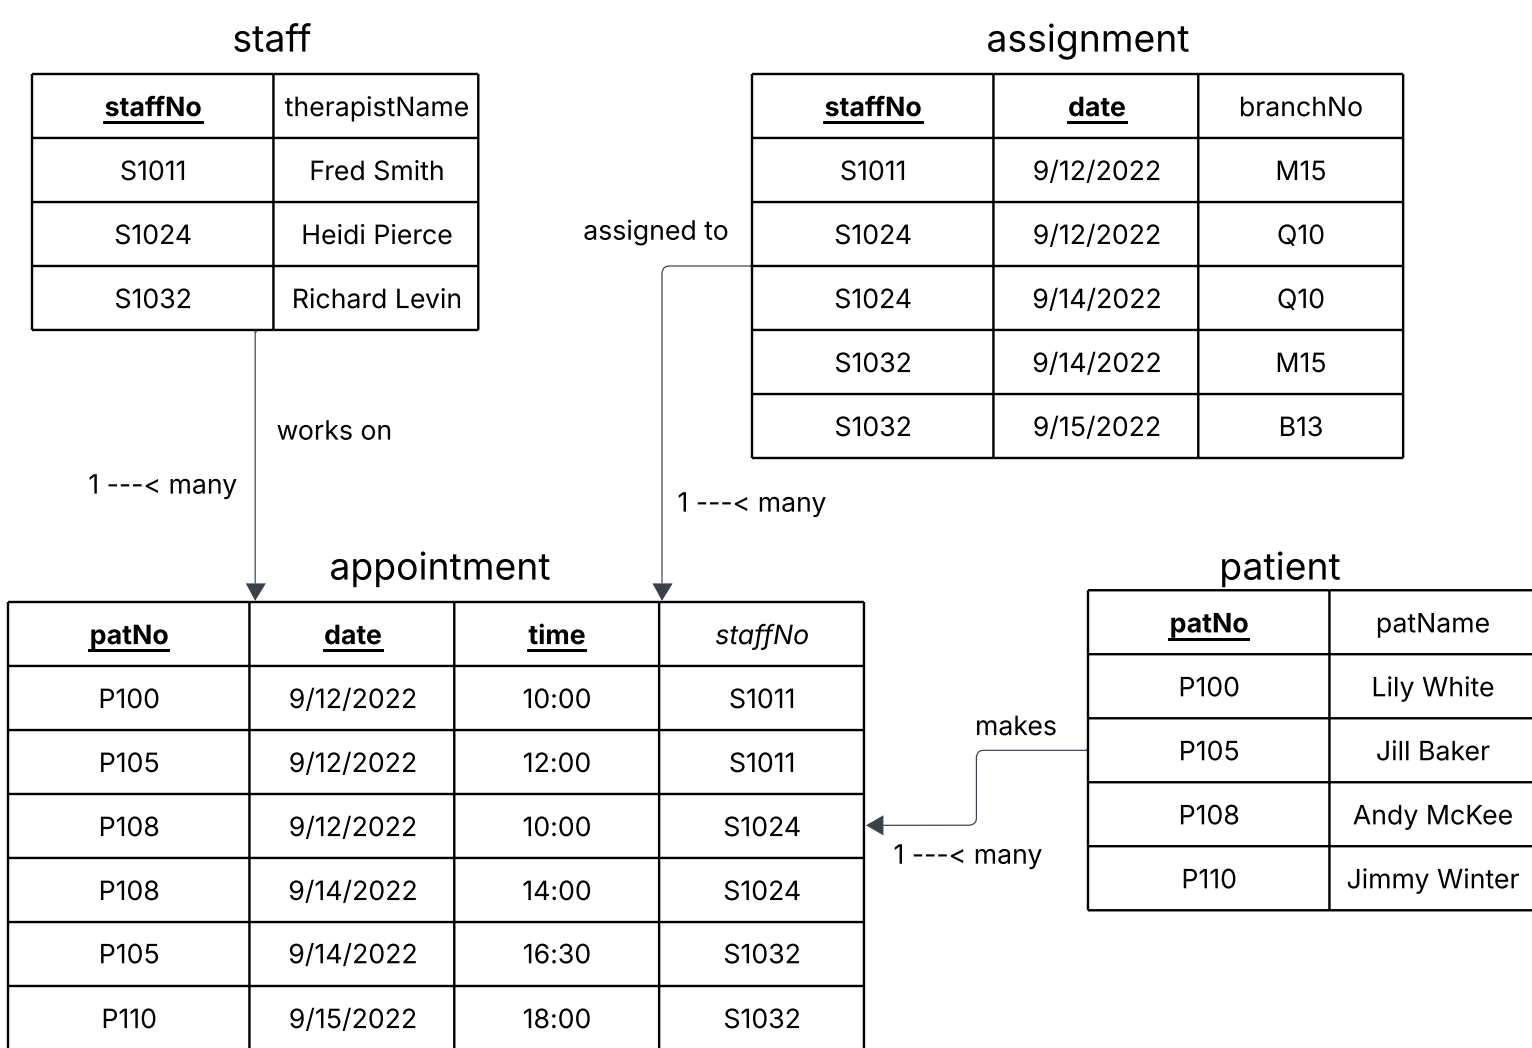 staff
staffNo therapistName
S1011 Fred Smith
S1024 Heidi Pierce
S1032 Richard Levin
assignment
staffNo date branchNo
S1011 9/12/2022 M15
S1024 9/12/2022 Q10
S1024 9/14/2022 Q10
S1032 9/14/2022 M15
S1032 9/15/2022 B13
assigned to
works on
1 ---< many
1 ---< many
appointment
patNo date time staffNo
P100 9/12/2022 10:00 S1011
P105 9/12/2022 12:00 S1011
P108 9/12/2022 10:00 S1024
P108 9/14/2022 14:00 S1024
P105 9/14/2022 16:30 S1032
P110 9/15/2022 18:00 S1032
patient
patNo patName
P100 Lily White
P105 Jill Baker
P108 Andy McKee
P110 Jimmy Winter
makes
1 ---< many